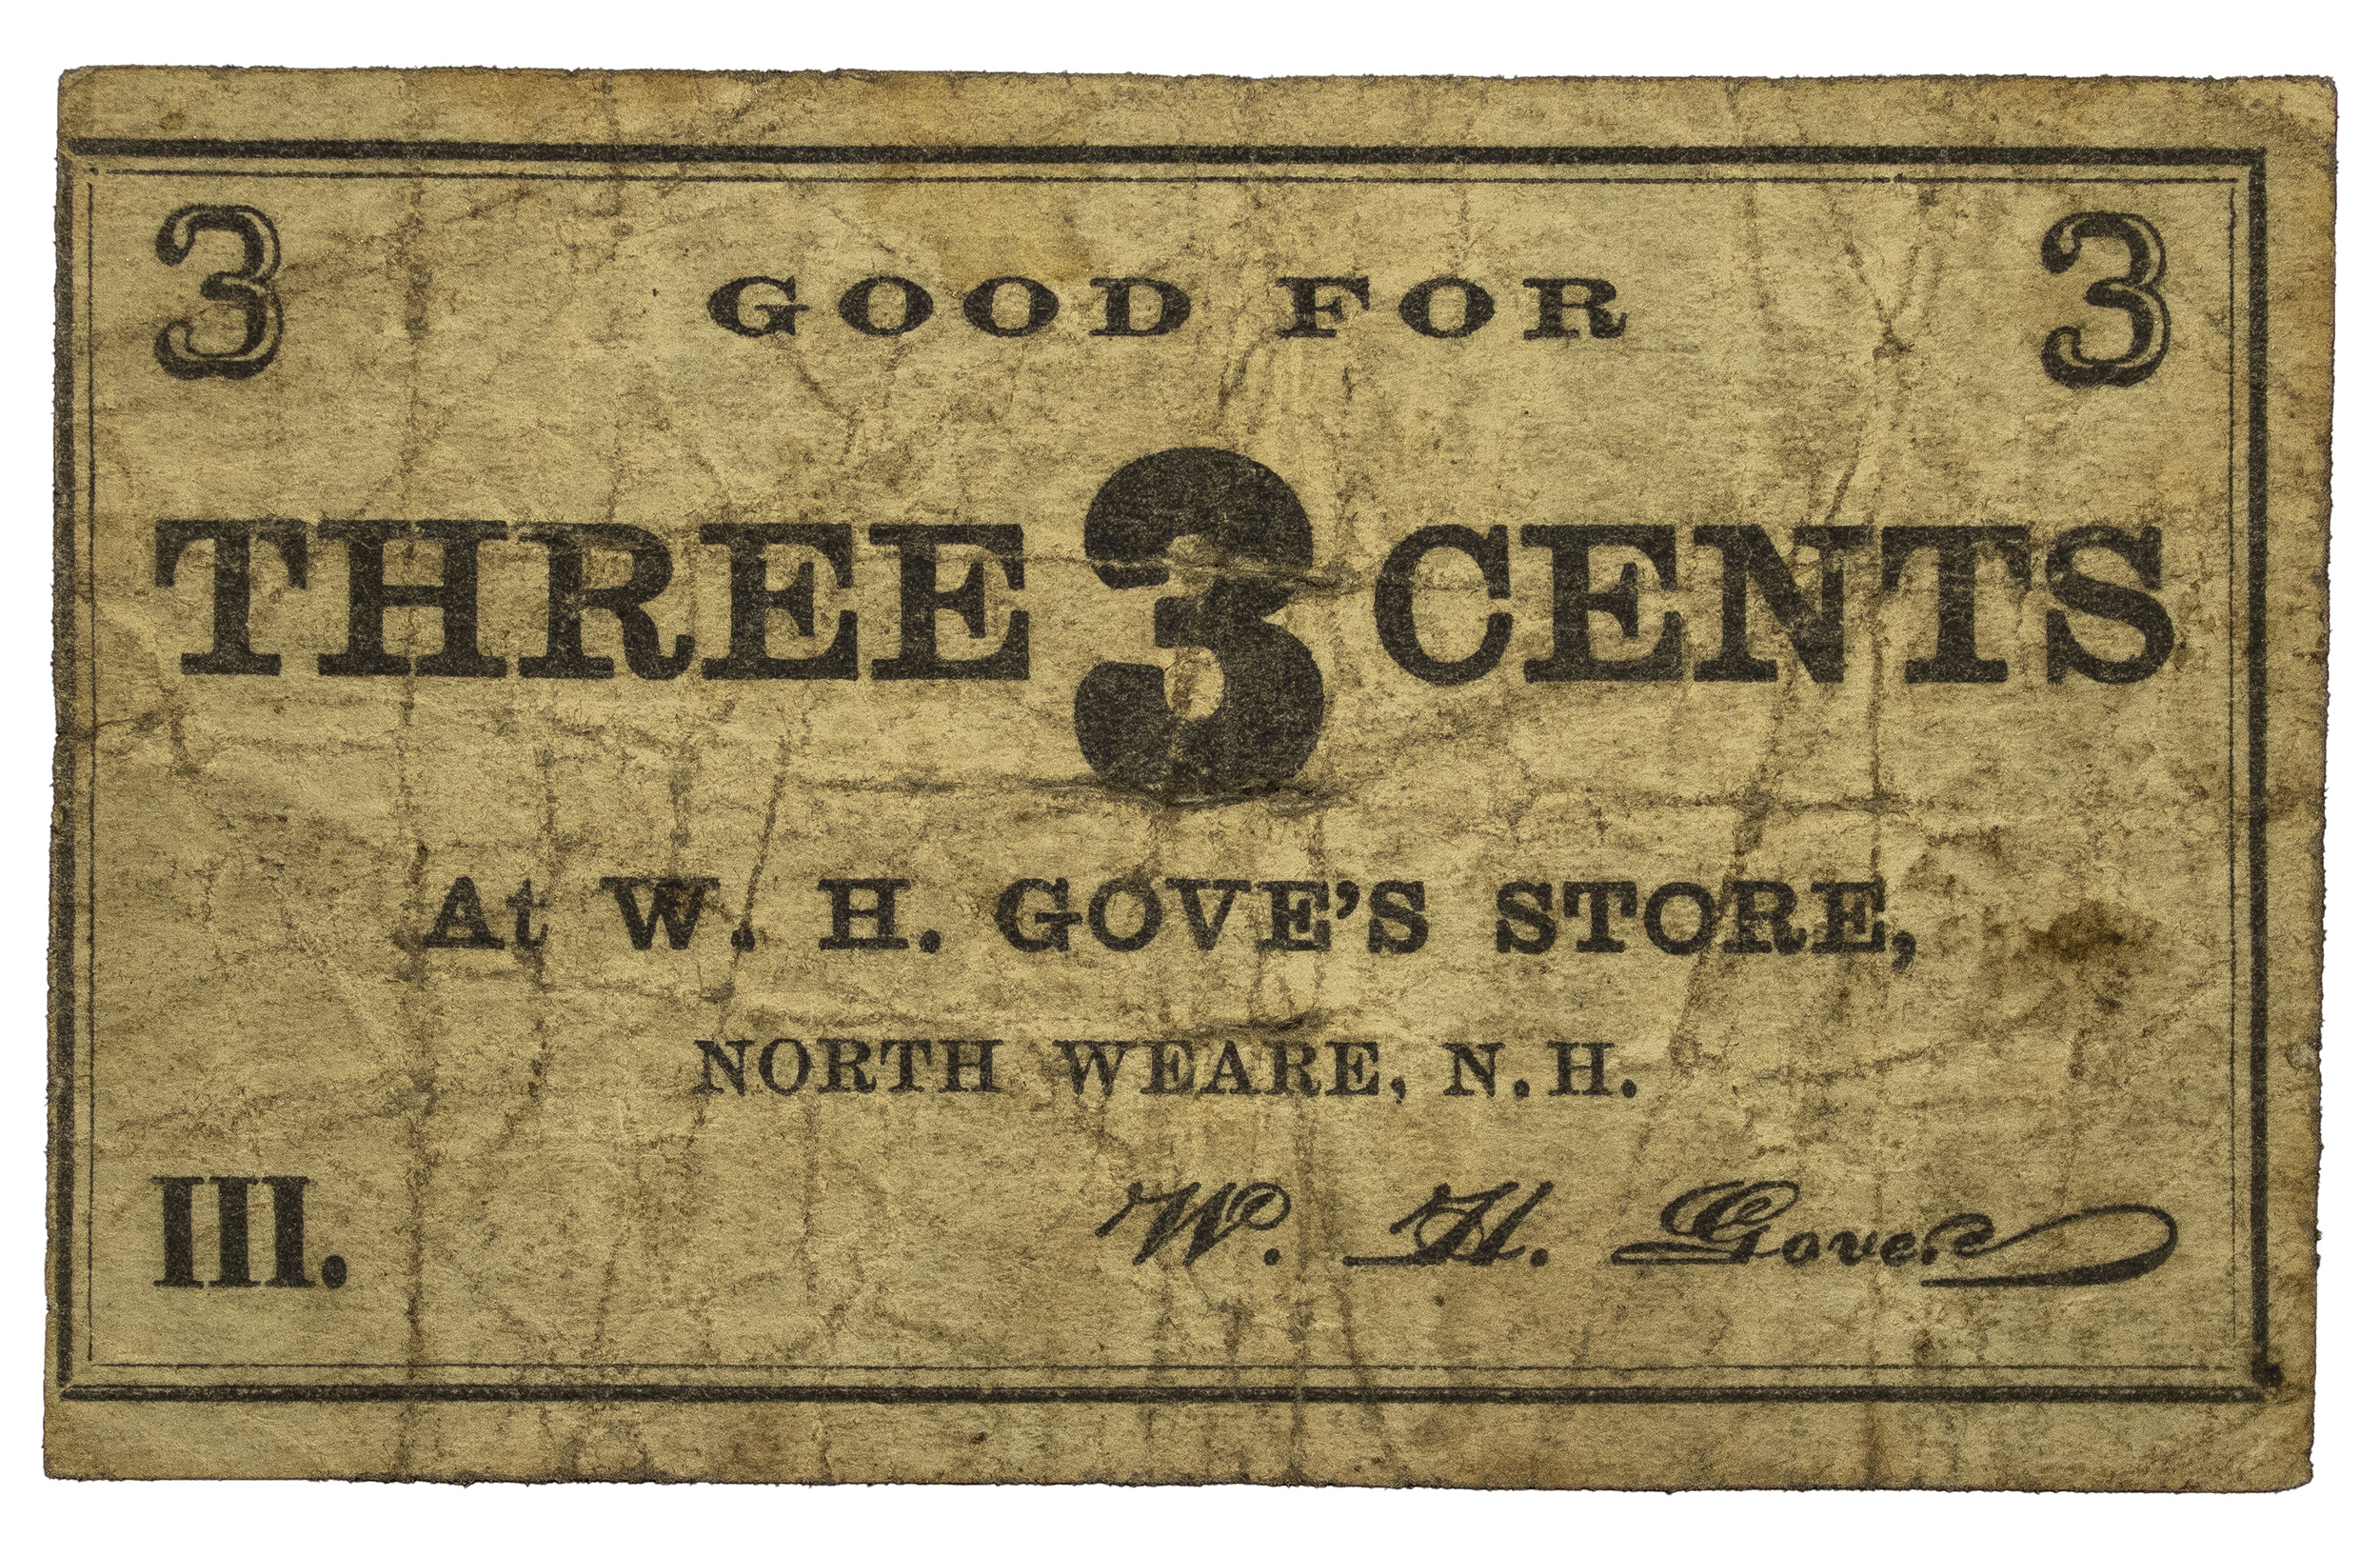 3 3
GOOD FOR
THREE 3 CENTS
At W. H. GOVE'S STORE,
NORTH WEARE, N. H.
III. W. H. Gove.